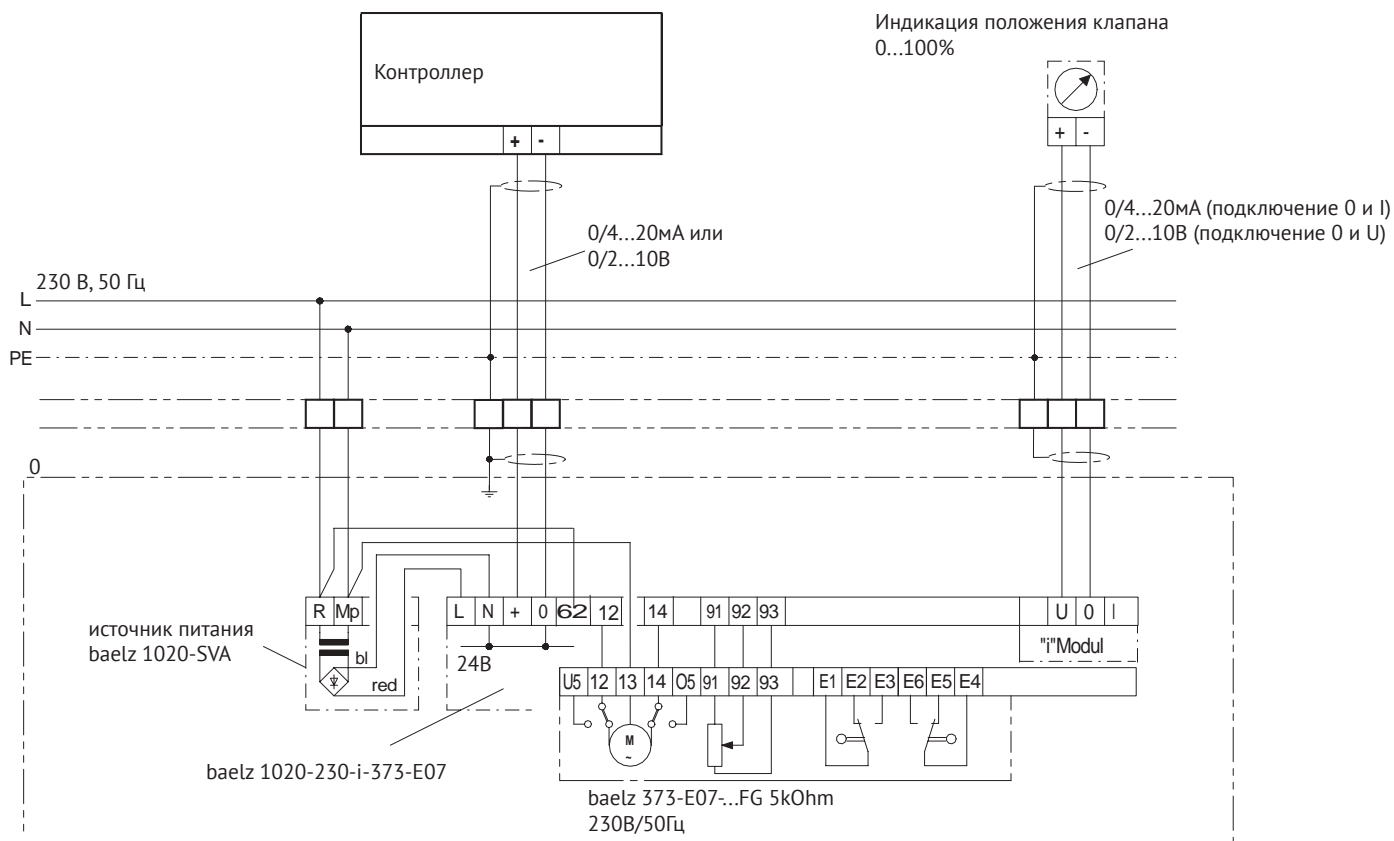 Индикация положения клапана
0...100%
Контроллер
+ -
+ -
0/4...20мА или
0/2...10В
0/4...20мА (подключение 0 и I)
0/2...10В (подключение 0 и U)
230 В, 50 Гц
L
N
PE
0
R Mp
L N + 0 62 12 14 91 92 93
U 0 I
"i"Modul
источник питания
baelz 1020-SVA
bl
red
24В
U5 12 13 14 O5 91 92 93 E1 E2 E3 E6 E5 E4
M
~
baelz 1020-230-i-373-E07
baelz 373-E07-...FG 5kOhm
230В/50Гц